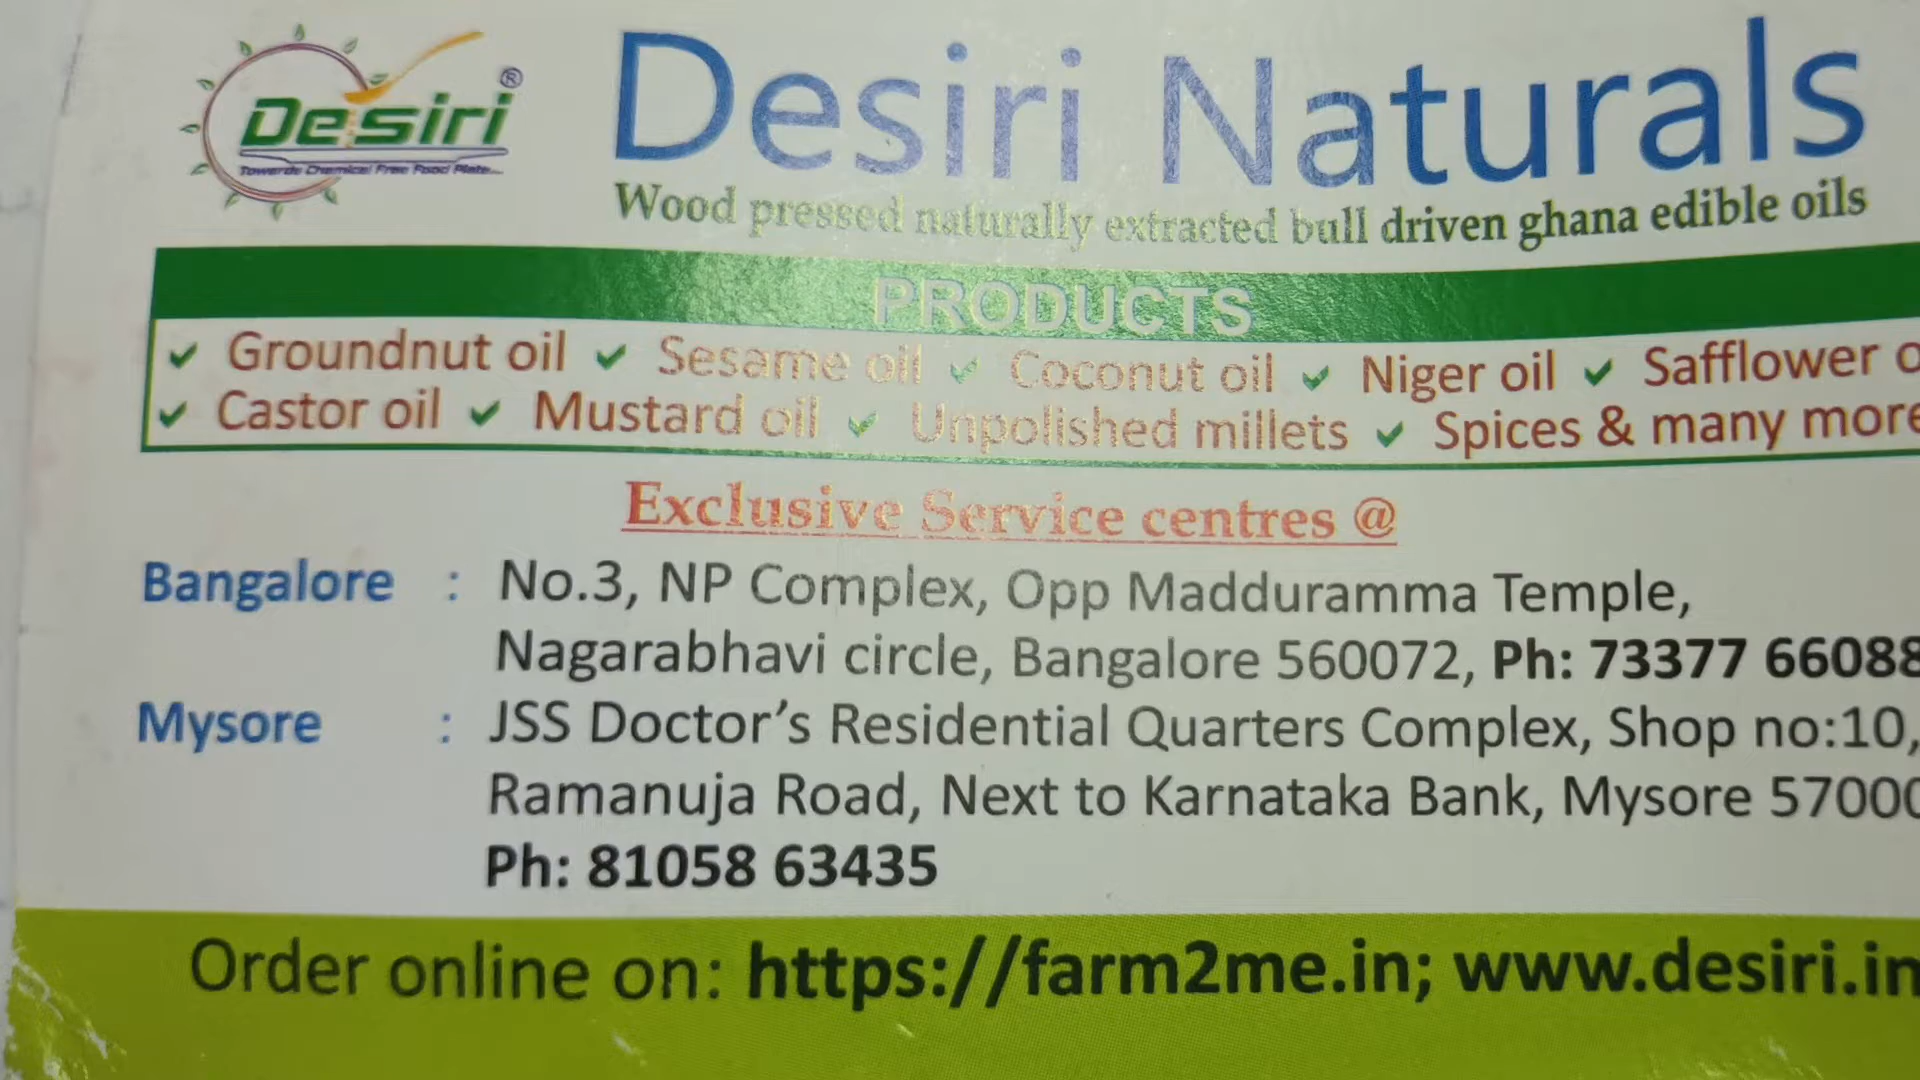 Desiri®
Towards Chemical Free Food Plate...
Desiri Naturals
Wood pressed naturally extracted bull driven ghana edible oils
PRODUCTS
✔ Groundnut oil ✔ Sesame oil ✔ Coconut oil ✔ Niger oil ✔ Safflower o
✔ Castor oil ✔ Mustard oil ✔ Unpolished millets ✔ Spices & many more
Exclusive Service centres @
Bangalore : No.3, NP Complex, Opp Madduramma Temple,
Nagarabhavi circle, Bangalore 560072, Ph: 73377 66088
Mysore : JSS Doctor’s Residential Quarters Complex, Shop no:10,
Ramanuja Road, Next to Karnataka Bank, Mysore 57000
Ph: 81058 63435
Order online on: https://farm2me.in; www.desiri.in